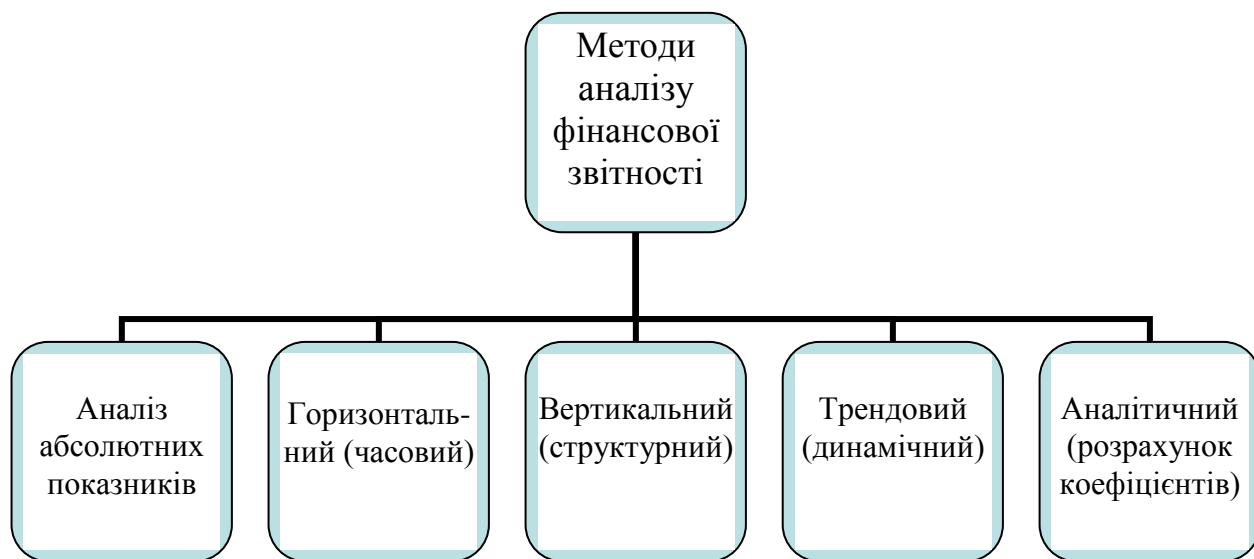 Методи
аналізу
фінансової
звітності
Аналіз
абсолютних
показників
Горизонталь-
ний (часовий)
Вертикальний
(структурний)
Трендовий
(динамічний)
Аналітичний
(розрахунок
коефіцієнтів)